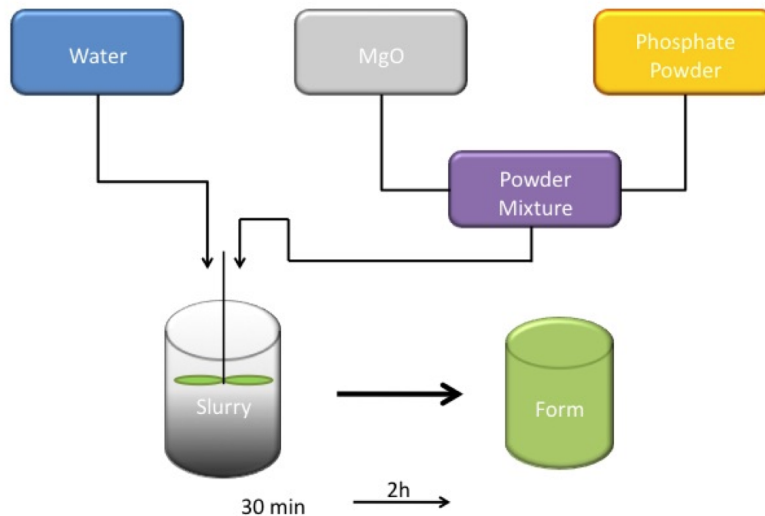 Water
MgO
Phosphate
Powder
Powder
Mixture
Slurry
Form
30 min
2h